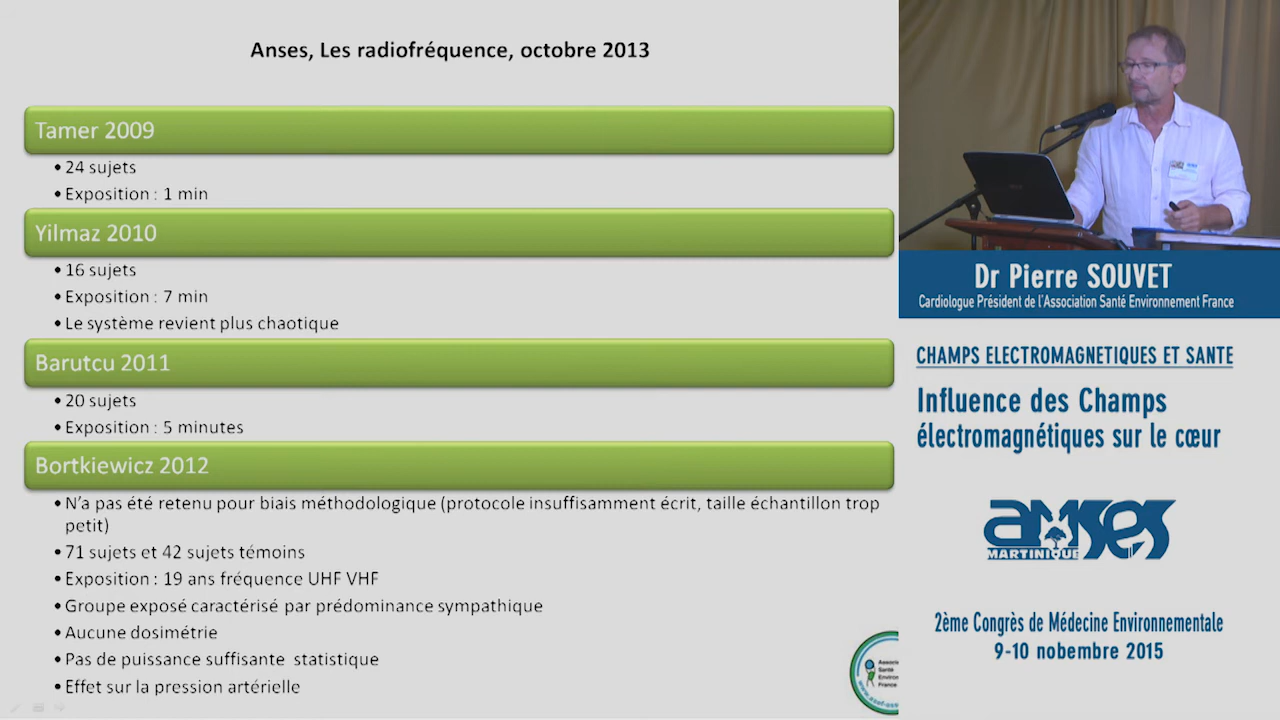 Anses, Les radiofréquence, octobre 2013
Tamer 2009
• 24 sujets
• Exposition : 1 min
Yilmaz 2010
• 16 sujets
• Exposition : 7 min
• Le système revient plus chaotique
Barutcu 2011
• 20 sujets
• Exposition : 5 minutes
Bortkiewicz 2012
• N’a pas été retenu pour biais méthodologique (protocole insuffisamment écrit, taille échantillon trop
petit)
• 71 sujets et 42 sujets témoins
• Exposition : 19 ans fréquence UHF VHF
• Groupe exposé caractérisé par prédominance sympathique
• Aucune dosimétrie
• Pas de puissance suffisante statistique
• Effet sur la pression artérielle
Dr Pierre SOUVET
Cardiologue Président de l’Association Santé Environement France
CHAMPS ELECTROMAGNETIQUES ET SANTE
Influence des Champs
électromagnétiques sur le cœur
amses
MARTINIQUE
2ème Congrès de Médecine Environnementale
9-10 nobembre 2015
Santé
France